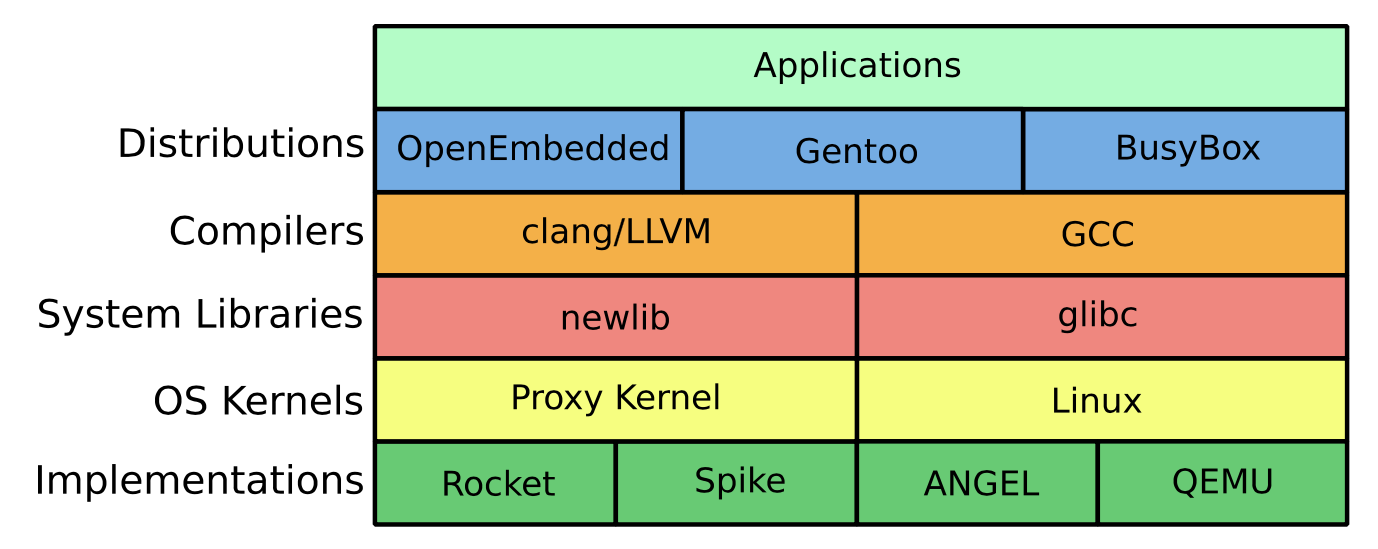 Applications
Distributions OpenEmbedded Gentoo BusyBox
Compilers clang/LLVM GCC
System Libraries newlib glibc
OS Kernels Proxy Kernel Linux
Implementations Rocket Spike ANGEL QEMU